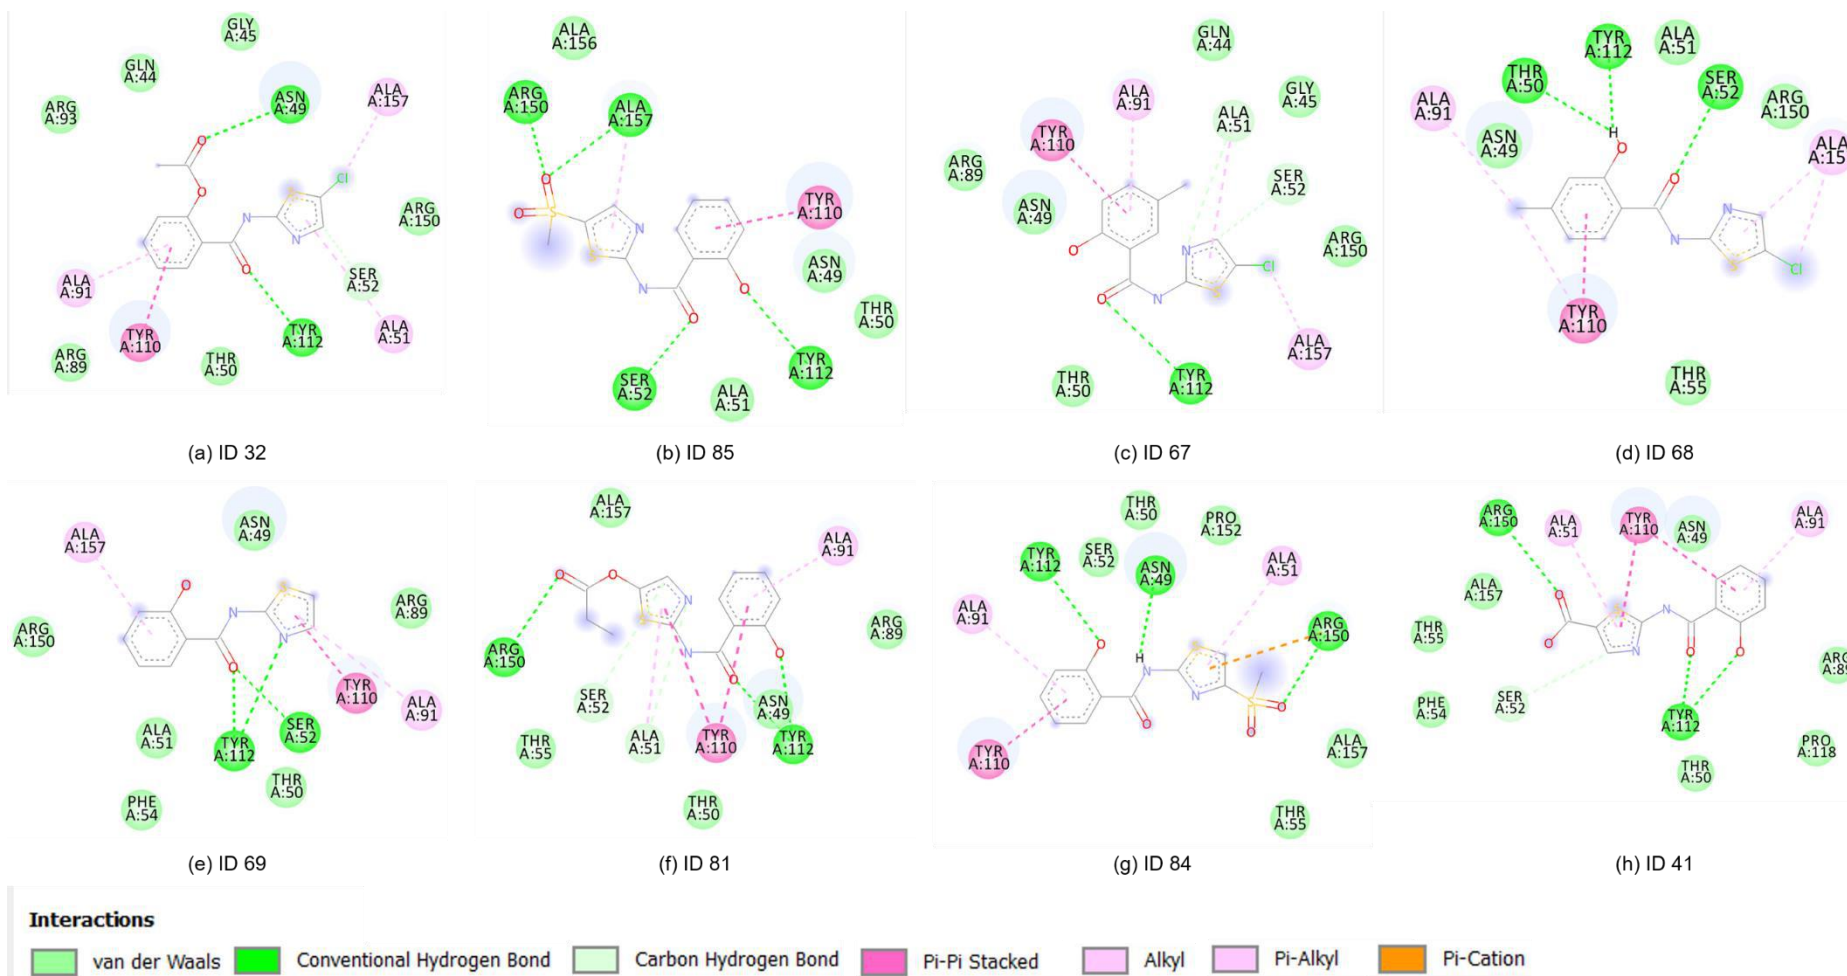 GLY
A:45
GLN
A:44
ASN
A:49
ALA
A:157
ARG
A:93
O
Cl
O
S
ARG
A:150
N
N
SER
A:52
O
ALA
A:91
TYR
A:110
TYR
A:112
ALA
A:51
ARG
A:89
THR
A:50
(a) ID 32
ALA
A:156
ARG
A:150
ALA
A:157
O
TYR
A:110
O
S
N
S
ASN
A:49
N
O
THR
A:50
O
SER
A:52
TYR
A:112
ALA
A:51
(b) ID 85
GLN
A:44
ALA
A:91
GLY
A:45
ALA
A:51
TYR
A:110
ARG
A:89
SER
A:52
ASN
A:49
O
N
ARG
A:150
Cl
O
N
S
ALA
A:157
THR
A:50
TYR
A:112
(c) ID 67
TYR
A:112
ALA
A:51
THR
A:50
SER
A:52
ALA
A:91
ARG
A:150
ASN
A:49
H
O
ALA
A:15
O
N
N
S
Cl
TYR
A:110
THR
A:55
(d) ID 68
ASN
A:49
ALA
A:157
O
S
N
ARG
A:89
ARG
A:150
N
O
TYR
A:110
ALA
A:91
ALA
A:51
TYR
A:112
SER
A:52
THR
A:50
PHE
A:54
(e) ID 69
ALA
A:157
ALA
A:91
O
O
N
S
ARG
A:89
ARG
A:150
N
O
O
SER
A:52
ASN
A:49
THR
A:55
ALA
A:51
TYR
A:110
TYR
A:112
THR
A:50
(f) ID 81
THR
A:50
PRO
A:152
TYR
A:112
SER
A:52
ASN
A:49
ALA
A:51
ALA
A:91
ARG
A:150
O
H
N
S
N
S
O
O
O
TYR
A:110
ALA
A:157
THR
A:55
(g) ID 84
ARG
A:150
ALA
A:51
TYR
A:110
ASN
A:49
ALA
A:91
ALA
A:157
O
S
N
THR
A:55
O
N
O
O
ARG
A:89
PHE
A:54
SER
A:52
TYR
A:112
PRO
A:118
THR
A:50
(h) ID 41
Interactions
van der Waals
Conventional Hydrogen Bond
Carbon Hydrogen Bond
Pi-Pi Stacked
Alkyl
Pi-Alkyl
Pi-Cation